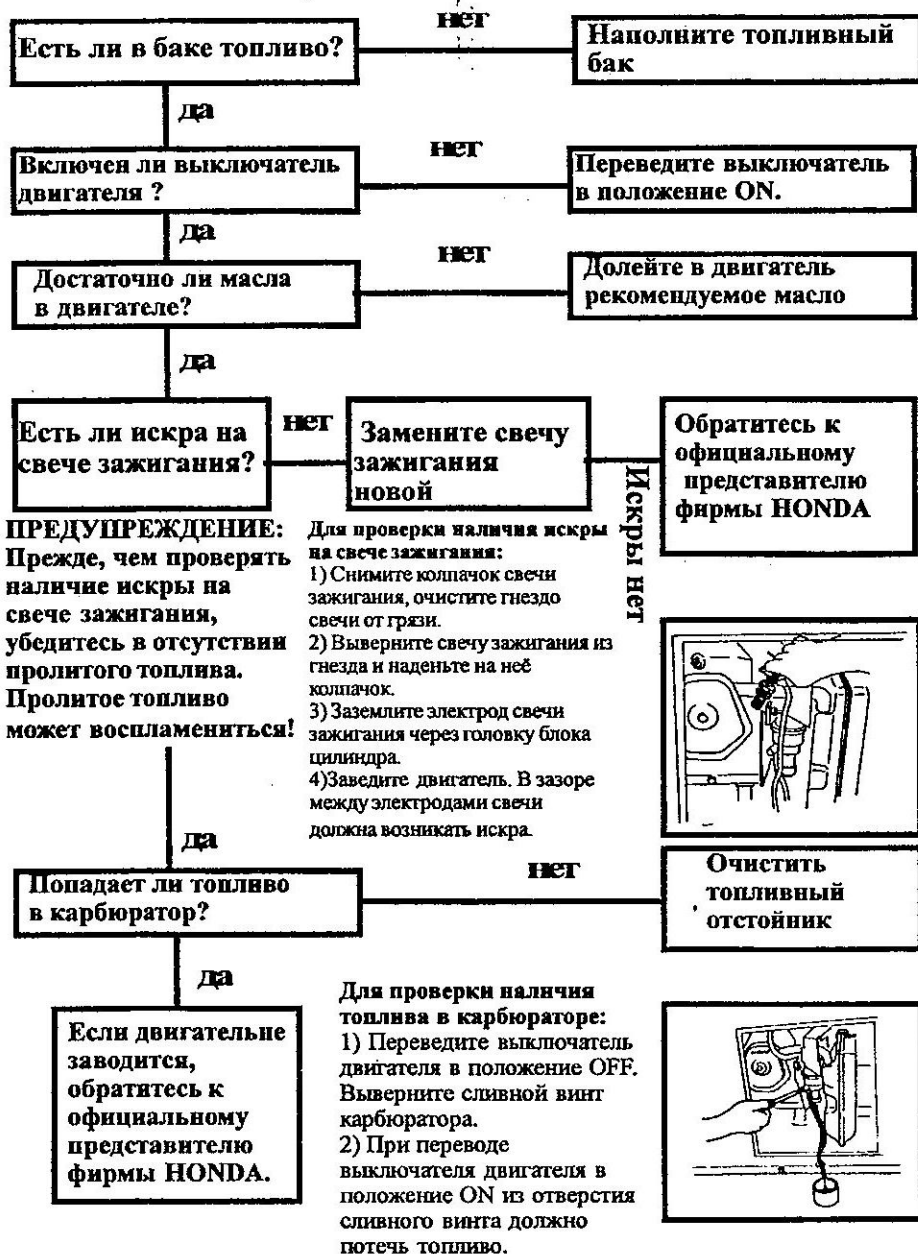 нет
Есть ли в баке топливо?
Наполните топливный
бак
да
нет
Включен ли выключатель
двигателя ?
Переведите выключатель
в положение ON.
да
нет
Достаточно ли масла
в двигателе?
Долейте в двигатель
рекомендуемое масло
да
Есть ли искра на
свече зажигания?
нет
Замените свечу
зажигания
новой
Искры нет
Обратитесь к
официальному
представителю
фирмы HONDA
ПРЕДУПРЕЖДЕНИЕ:
Прежде, чем проверять
наличие искры на
свече зажигания,
убедитесь в отсутствии
пролитого топлива.
Пролитое топливо
может воспламениться!
Для проверки наличия искры
на свече зажигания:
1) Снимите колпачок свечи
зажигания, очистите гнездо
свечи от грязи.
2) Выверните свечу зажигания из
гнезда и наденьте на неё
колпачок.
3) Заземлите электрод свечи
зажигания через головку блока
цилиндра.
4)Заведите двигатель. В зазоре
между электродами свечи
должна возникать искра.
да
нет
Попадает ли топливо
в карбюратор?
Очистить
топливный
отстойник
да
Если двигательне
заводится,
обратитесь к
официальному
представителю
фирмы HONDA.
Для проверки наличия
топлива в карбюраторе:
1) Переведите выключатель
двигателя в положение OFF.
Выверните сливной винт
карбюратора.
2) При переводе
выключателя двигателя в
положение ON из отверстия
сливного винта должно
потечь топливо.